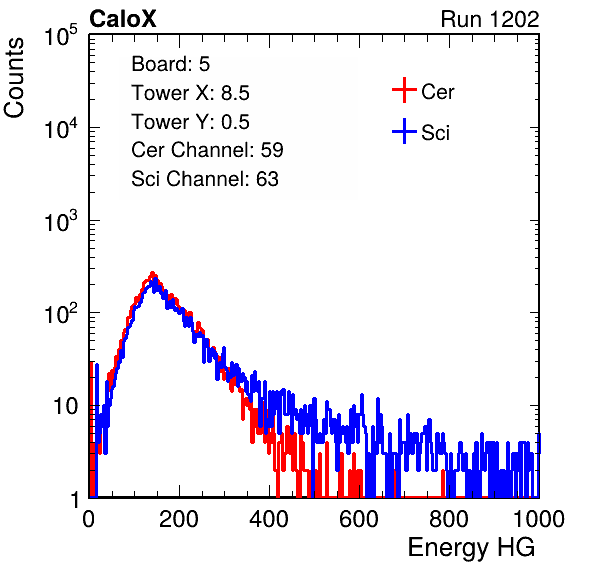 CaloX Run 1202
Counts
Board: 5
Tower X: 8.5
Tower Y: 0.5
Cer Channel: 59
Sci Channel: 63
Cer
Sci
10^5
10^4
10^3
10^2
10
1
0 200 400 600 800 1000
Energy HG